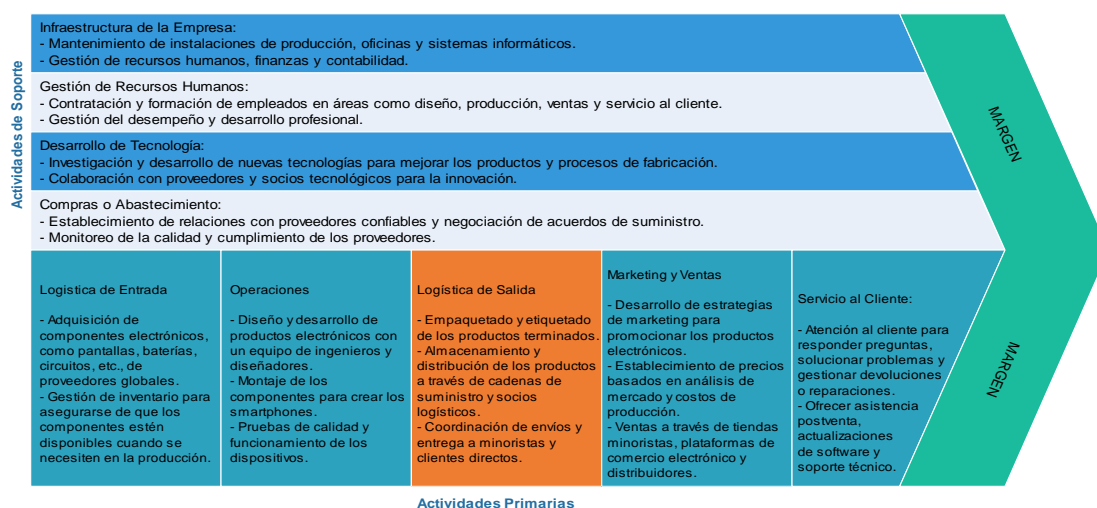 Actividades de Soporte
Infraestructura de la Empresa:
- Mantenimiento de instalaciones de producción, oficinas y sistemas informáticos.
- Gestión de recursos humanos, finanzas y contabilidad.
Gestión de Recursos Humanos:
- Contratación y formación de empleados en áreas como diseño, producción, ventas y servicio al cliente.
- Gestión del desempeño y desarrollo profesional.
Desarrollo de Tecnología:
- Investigación y desarrollo de nuevas tecnologías para mejorar los productos y procesos de fabricación.
- Colaboración con proveedores y socios tecnológicos para la innovación.
Compras o Abastecimiento:
- Establecimiento de relaciones con proveedores confiables y negociación de acuerdos de suministro.
- Monitoreo de la calidad y cumplimiento de los proveedores.
MARGEN
Logistica de Entrada
- Adquisición de
componentes electrónicos,
como pantallas, baterías,
circuitos, etc., de
proveedores globales.
- Gestión de inventario para
asegurarse de que los
componentes estén
disponibles cuando se
necesiten en la producción.
Operaciones
- Diseño y desarrollo de
productos electrónicos con
un equipo de ingenieros y
diseñadores.
- Montaje de los
componentes para crear los
smartphones.
- Pruebas de calidad y
funcionamiento de los
dispositivos.
Logística de Salida
- Empaquetado y etiquetado
de los productos terminados.
- Almacenamiento y
distribución de los productos
a través de cadenas de
suministro y socios
logísticos.
- Coordinación de envíos y
entrega a minoristas y
clientes directos.
Marketing y Ventas
- Desarrollo de estrategias
de marketing para
promocionar los productos
electrónicos.
- Establecimiento de precios
basados en análisis de
mercado y costos de
producción.
- Ventas a través de tiendas
minoristas, plataformas de
comercio electrónico y
distribuidores.
Servicio al Cliente:
- Atención al cliente para
responder preguntas,
solucionar problemas y
gestionar devoluciones
o reparaciones.
- Ofrecer asistencia
postventa,
actualizaciones
de software y
soporte técnico.
MARGEN
Actividades Primarias